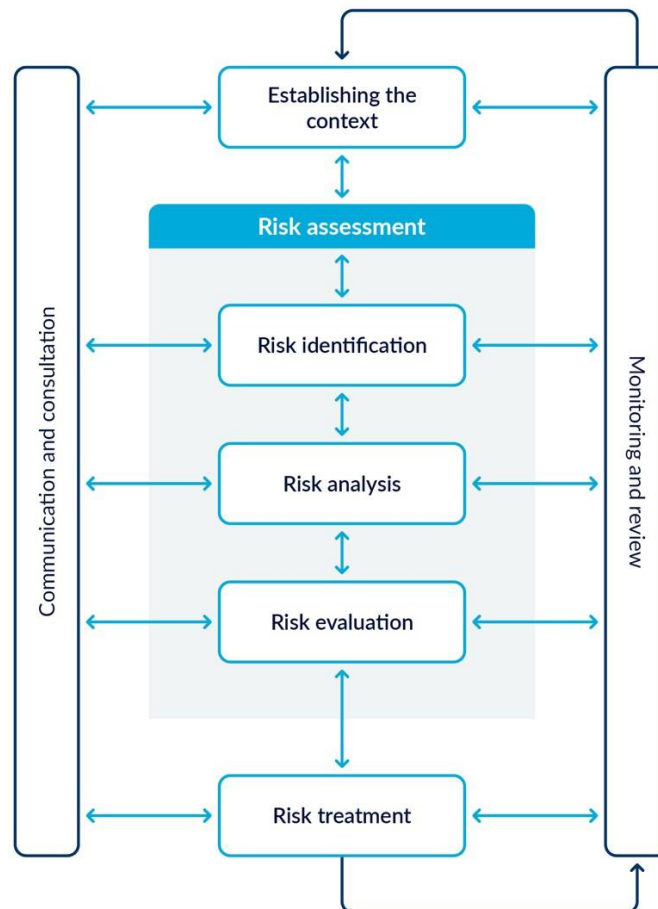 Establishing the
context
Risk assessment
Risk identification
Risk analysis
Risk evaluation
Risk treatment
Communication and consultation
Monitoring and review